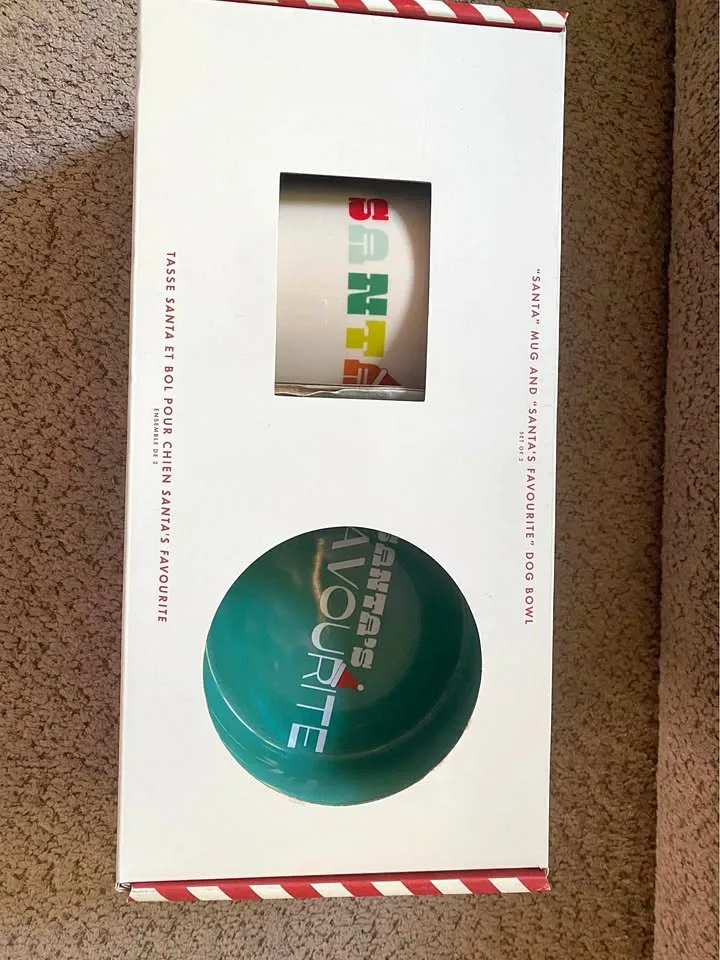 "SANTA" MUG AND "SANTA'S FAVOURITE" DOG BOWL
SET OF 2
SANTA
SANTA'S
FAVOURITE
TASSE SANTA ET BOL POUR CHIEN SANTA'S FAVOURITE
ENSEMBLE DE 2